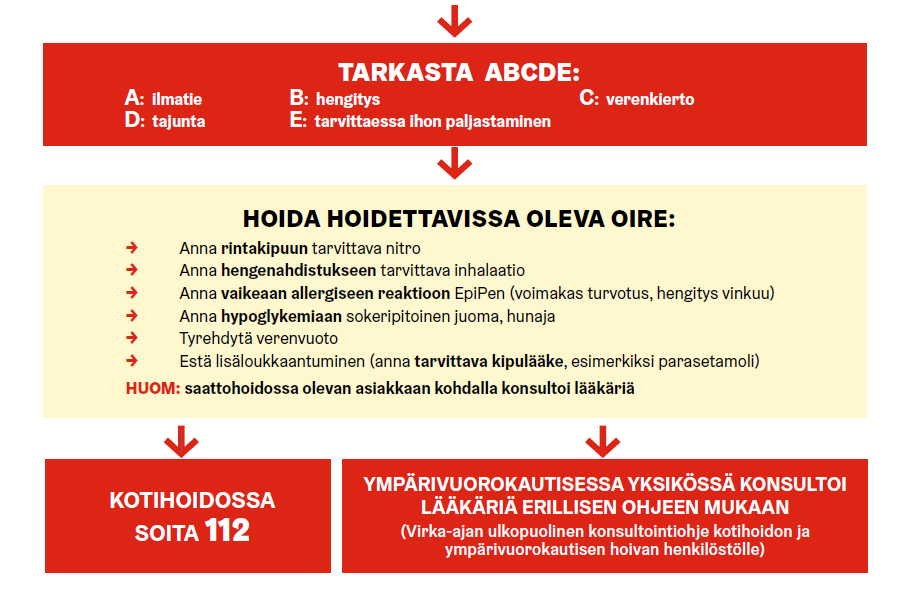 TARKASTA ABCDE:
A: ilmatie B: hengitys C: verenkierto
D: tajunta E: tarvittaessa ihon paljastaminen
HOIDA HOIDETTAVISSA OLEVA OIRE:
→ Anna rintakipuun tarvittava nitro
→ Anna hengenahdistukseen tarvittava inhalaatio
→ Anna vaikeaan allergiseen reaktioon EpiPen (voimakas turvotus, hengitys vinkuu)
→ Anna hypoglykemiaan sokeripitoinen juoma, hunaja
→ Tyrehdytä verenvuoto
→ Estä lisäloukkaantuminen (anna tarvittava kipulääke, esimerkiksi parasetamoli)
HUOM: saattohoidossa olevan asiakkaan kohdalla konsultoi lääkäriä
KOTIHOIDOSSA
SOITA 112
YMPÄRIVUOROKAUTISESSA YKSIKÖSSÄ KONSULTOI
LÄÄKÄRIÄ ERILLISEN OHJEEN MUKAAN
(Virka-ajan ulkopuolinen konsultointiohje kotihoidon ja
ympärivuorokautisen hoivan henkilöstölle)